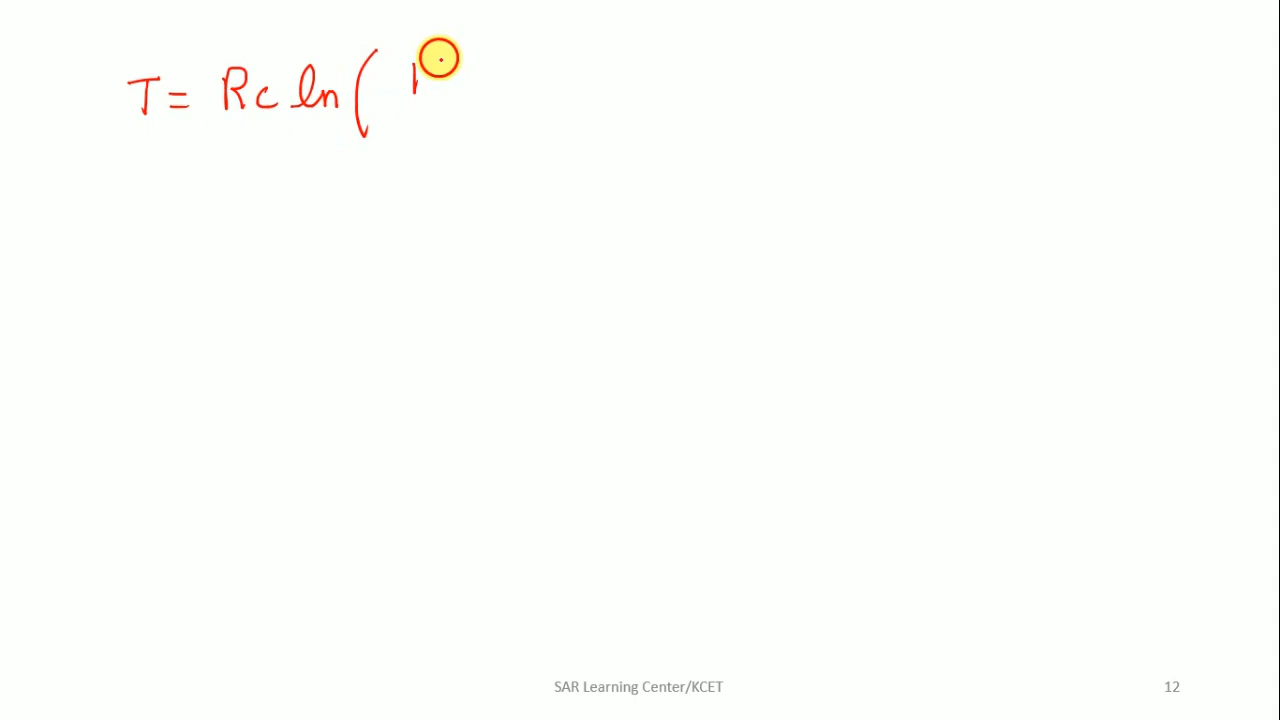 T = Rc ln (
SAR Learning Center/KCET
12